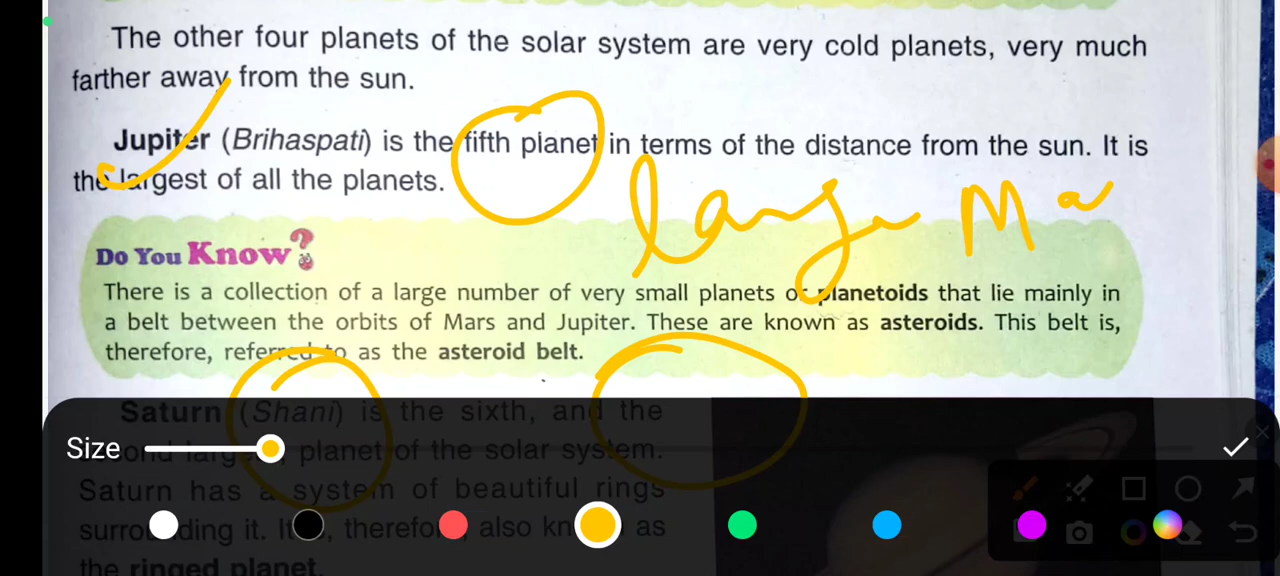 The other four planets of the solar system are very cold planets, very much
farther away from the sun.
Jupiter (Brihaspati) is the fifth planet in terms of the distance from the sun. It is
the largest of all the planets.
large Ma
Do You Know?
There is a collection of a large number of very small planets or planetoids that lie mainly in
a belt between the orbits of Mars and Jupiter. These are known as asteroids. This belt is,
therefore, referred to as the asteroid belt.
Saturn (Shani) is the sixth, and the
planet of the solar system.
Size
Saturn has a system of beautiful rings
surrounding it. It is, therefore, also known as
the ringed planet.